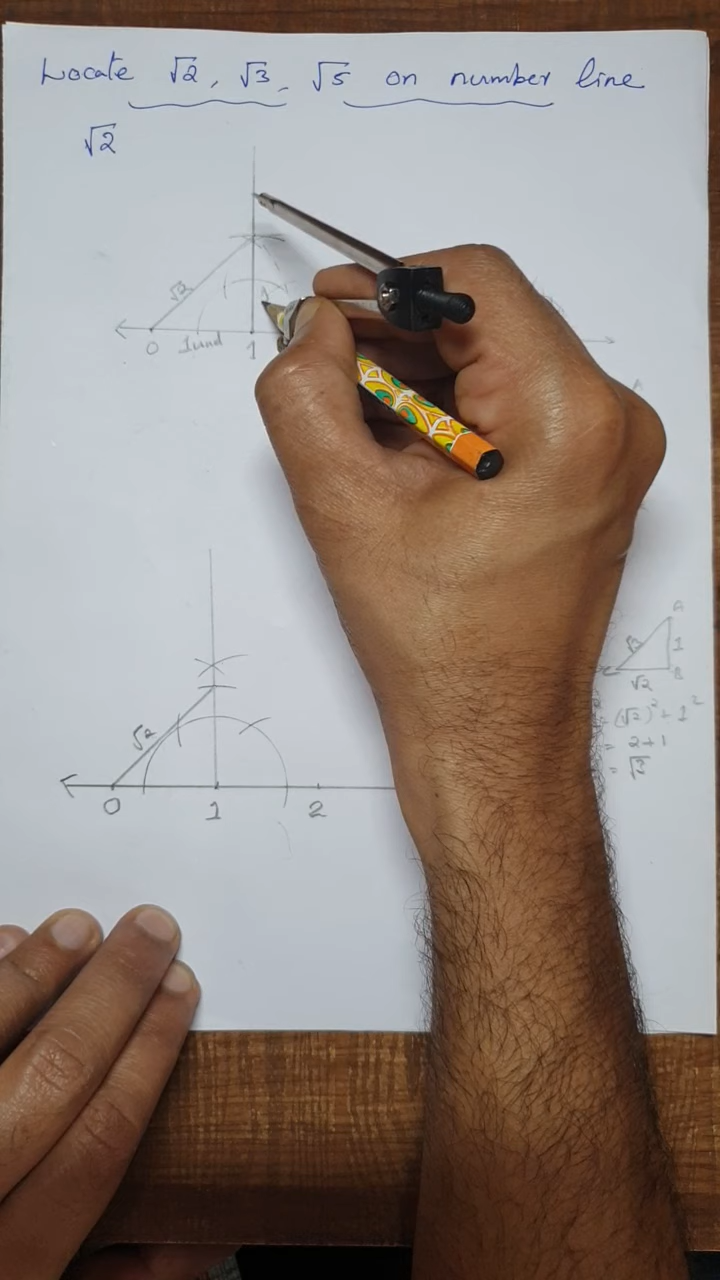 Locate √2, √3, √5 on number line
√2
√2
0 1
A
A
√3 1
B
√2
= (√2)² + 1²
= 2+1
= √3
√2
0 1 2